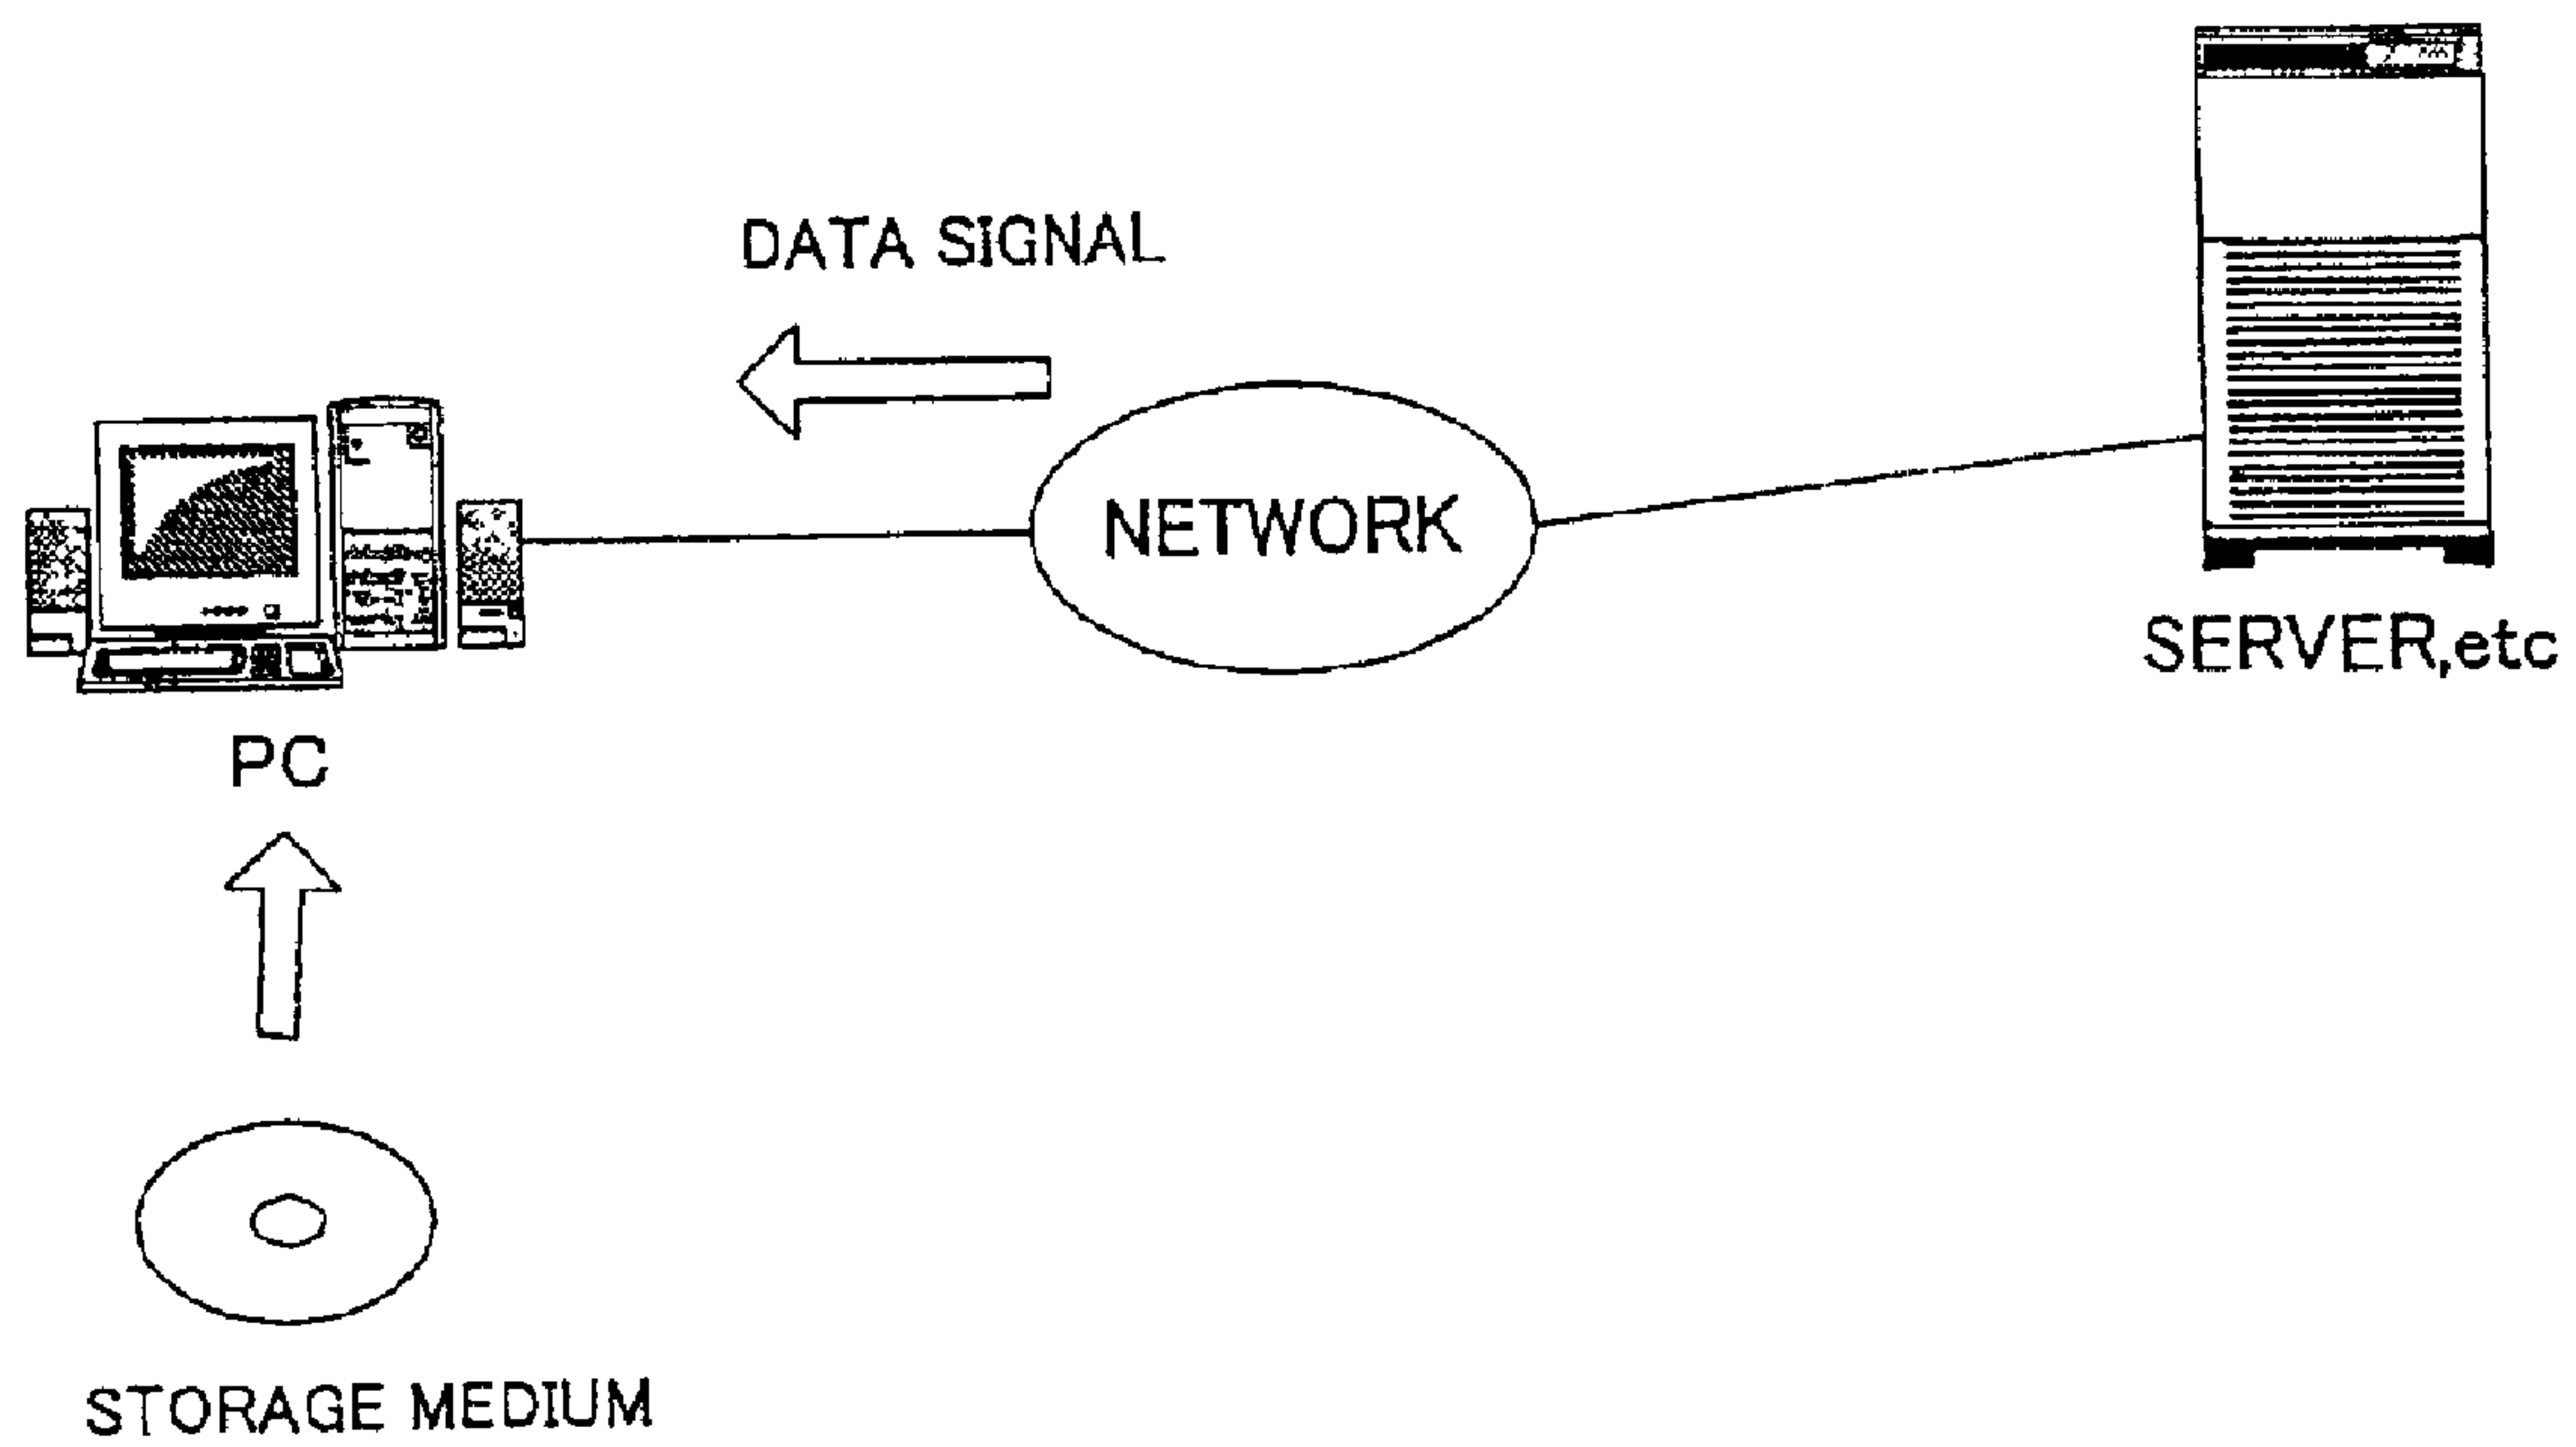 DATA SIGNAL
NETWORK
SERVER,etc
PC
STORAGE MEDIUM